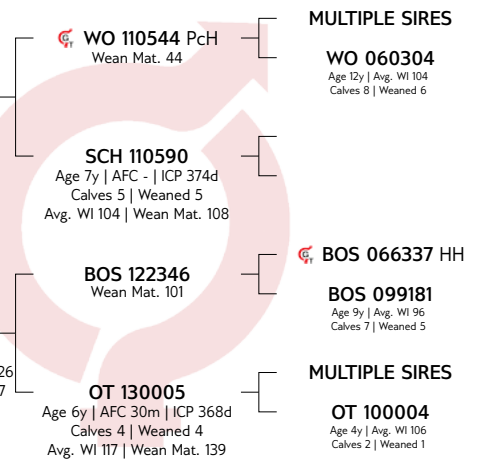 MULTIPLE SIRES
WO 110544 PcH
Wean Mat. 44
WO 060304
Age 12y | Avg. WI 104
Calves 8 | Weaned 6
SCH 110590
Age 7y | AFC - | ICP 374d
Calves 5 | Weaned 5
Avg. WI 104 | Wean Mat. 108
BOS 066337 HH
BOS 122346
Wean Mat. 101
BOS 099181
Age 9y | Avg. WI 96
Calves 7 | Weaned 5
26
7
MULTIPLE SIRES
OT 130005
Age 6y | AFC 30m | ICP 368d
Calves 4 | Weaned 4
Avg. WI 117 | Wean Mat. 139
OT 100004
Age 4y | Avg. WI 106
Calves 2 | Weaned 1